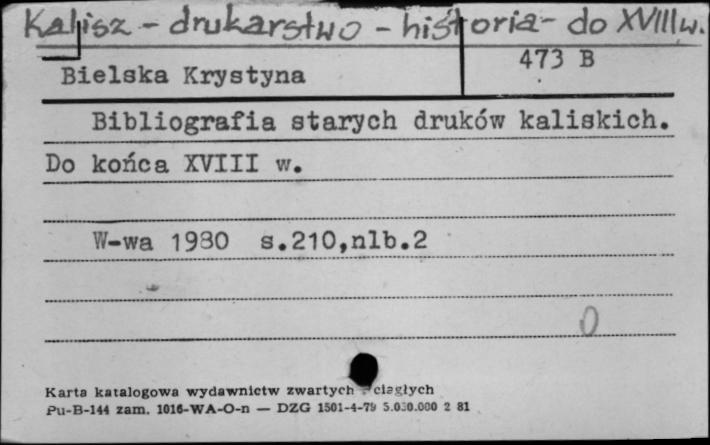 Kalisz - drukarstwo - historia - do XVIII w.
473 B
Bielska Krystyna
Bibliografia starych druków kaliskich.
Do końca XVIII w.
W-wa 1980 s.210,nlb.2
0
Karta katalogowa wydawnictw zwartych ciągłych
Pu-B-144 zam. 1016-WA-O-n — DZG 1501-4-79 5.030.000 2 81